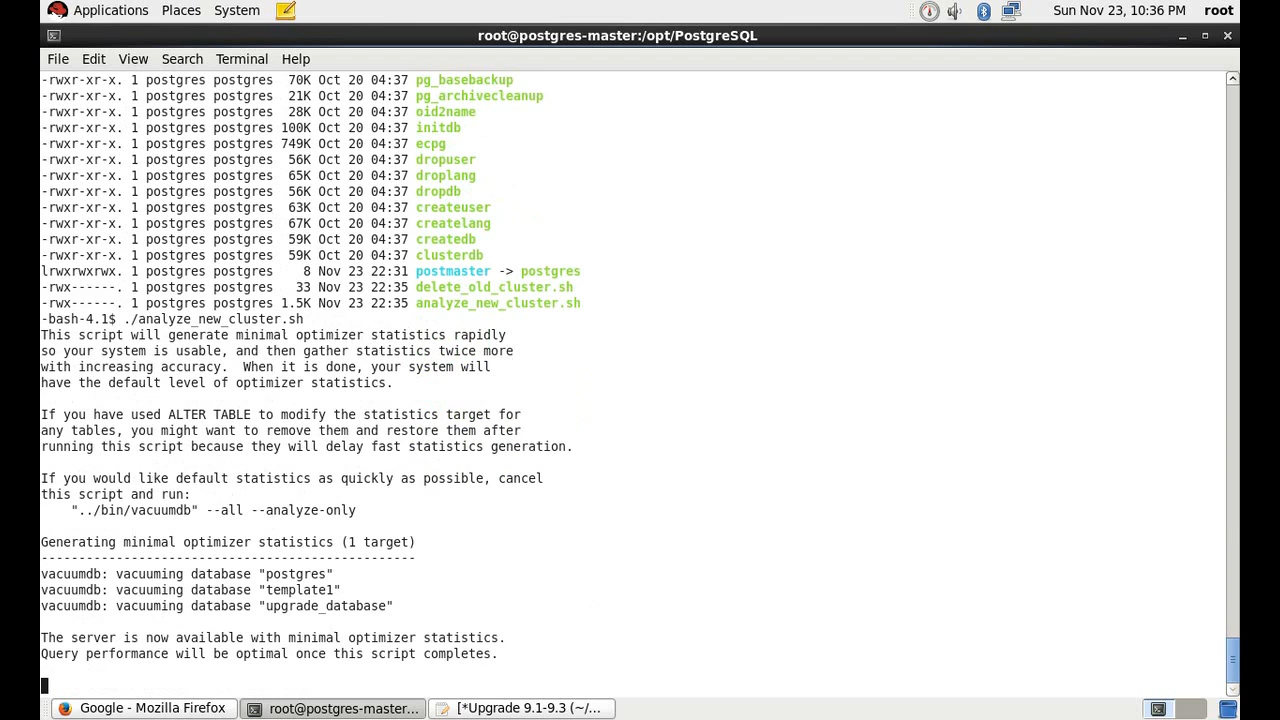 Applications Places System Sun Nov 23, 10:36 PM root
root@postgres-master:/opt/PostgreSQL
File Edit View Search Terminal Help
-rwxr-xr-x. 1 postgres postgres  70K Oct 20 04:37 pg_basebackup
-rwxr-xr-x. 1 postgres postgres  21K Oct 20 04:37 pg_archivecleanup
-rwxr-xr-x. 1 postgres postgres  28K Oct 20 04:37 oid2name
-rwxr-xr-x. 1 postgres postgres 100K Oct 20 04:37 initdb
-rwxr-xr-x. 1 postgres postgres 749K Oct 20 04:37 ecpg
-rwxr-xr-x. 1 postgres postgres  56K Oct 20 04:37 dropuser
-rwxr-xr-x. 1 postgres postgres  65K Oct 20 04:37 droplang
-rwxr-xr-x. 1 postgres postgres  56K Oct 20 04:37 dropdb
-rwxr-xr-x. 1 postgres postgres  63K Oct 20 04:37 createuser
-rwxr-xr-x. 1 postgres postgres  67K Oct 20 04:37 createlang
-rwxr-xr-x. 1 postgres postgres  59K Oct 20 04:37 createdb
-rwxr-xr-x. 1 postgres postgres  59K Oct 20 04:37 clusterdb
lrwxrwxrwx. 1 postgres postgres    8 Nov 23 22:31 postmaster -> postgres
-rwx------. 1 postgres postgres   33 Nov 23 22:35 delete_old_cluster.sh
-rwx------. 1 postgres postgres 1.5K Nov 23 22:35 analyze_new_cluster.sh
-bash-4.1$ ./analyze_new_cluster.sh
This script will generate minimal optimizer statistics rapidly
so your system is usable, and then gather statistics twice more
with increasing accuracy.  When it is done, your system will
have the default level of optimizer statistics.
If you have used ALTER TABLE to modify the statistics target for
any tables, you might want to remove them and restore them after
running this script because they will delay fast statistics generation.
If you would like default statistics as quickly as possible, cancel
this script and run:
    "../bin/vacuumdb" --all --analyze-only
Generating minimal optimizer statistics (1 target)
--------------------------------------------------
vacuumdb: vacuuming database "postgres"
vacuumdb: vacuuming database "template1"
vacuumdb: vacuuming database "upgrade_database"
The server is now available with minimal optimizer statistics.
Query performance will be optimal once this script completes.
Google - Mozilla Firefox root@postgres-master... [*Upgrade 9.1-9.3 (~/...